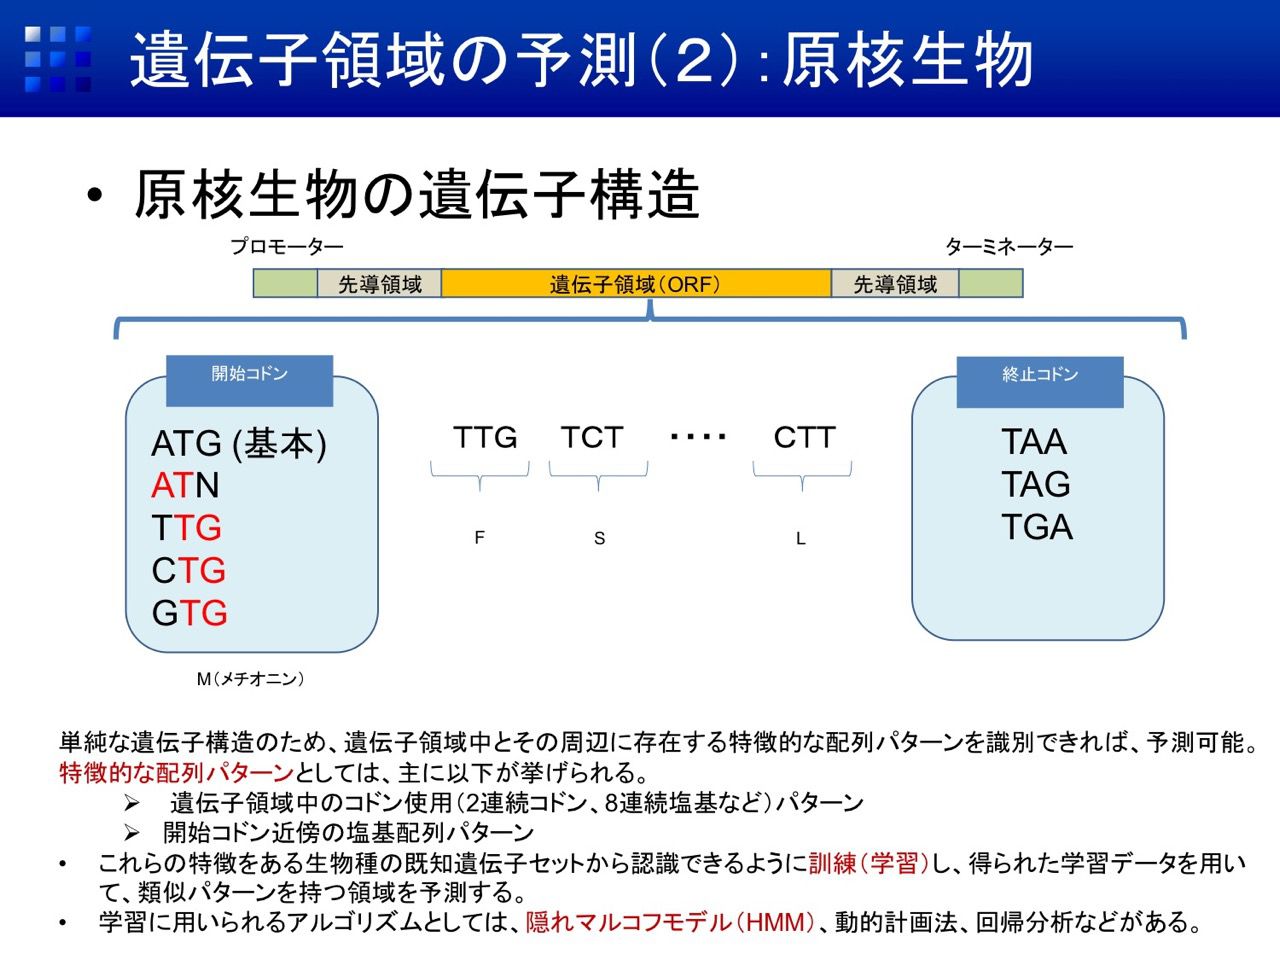 遺伝子領域の予測（２）：原核生物
• 原核生物の遺伝子構造
プロモーター
ターミネーター
先導領域
遺伝子領域（ORF）
先導領域
開始コドン
ATG (基本)
ATN
TTG
CTG
GTG
M（メチオニン）
TTG TCT ････ CTT
F S L
終止コドン
TAA
TAG
TGA
単純な遺伝子構造のため、遺伝子領域中とその周辺に存在する特徴的な配列パターンを識別できれば、予測可能。
特徴的な配列パターンとしては、主に以下が挙げられる。
➢ 遺伝子領域中のコドン使用（2連続コドン、8連続塩基など）パターン
➢ 開始コドン近傍の塩基配列パターン
• これらの特徴をある生物種の既知遺伝子セットから認識できるように訓練（学習）し、得られた学習データを用い
て、類似パターンを持つ領域を予測する。
• 学習に用いられるアルゴリズムとしては、隠れマルコフモデル（HMM）、動的計画法、回帰分析などがある。